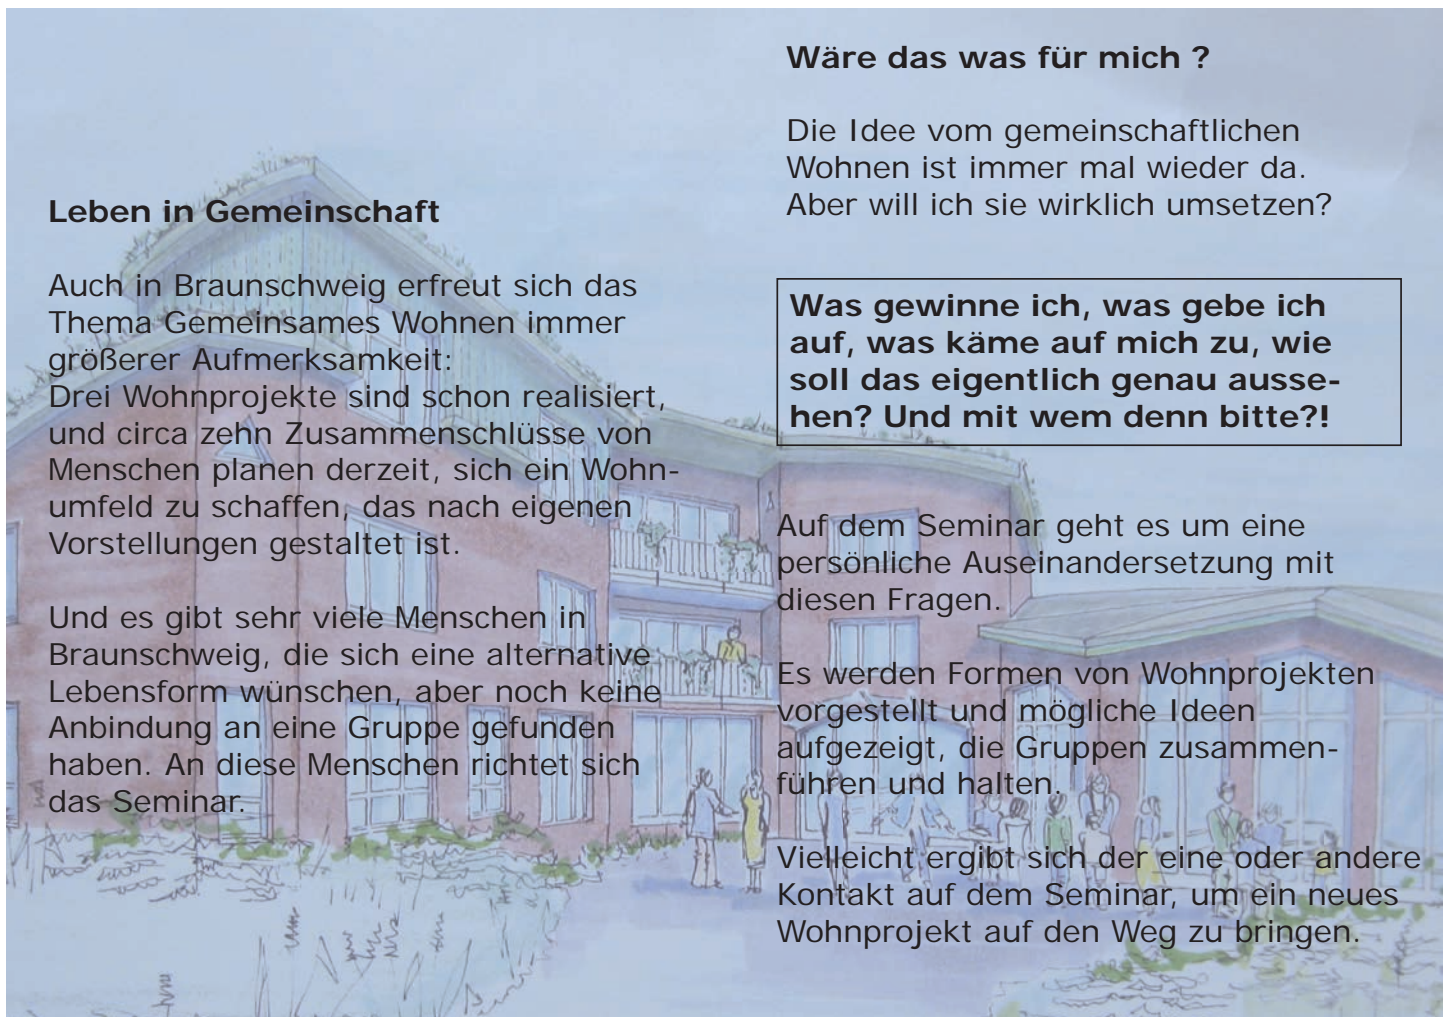 Leben in Gemeinschaft
Auch in Braunschweig erfreut sich das
Thema Gemeinsames Wohnen immer
größerer Aufmerksamkeit:
Drei Wohnprojekte sind schon realisiert,
und circa zehn Zusammenschlüsse von
Menschen planen derzeit, sich ein Wohn-
umfeld zu schaffen, das nach eigenen
Vorstellungen gestaltet ist.
Und es gibt sehr viele Menschen in
Braunschweig, die sich eine alternative
Lebensform wünschen, aber noch keine
Anbindung an eine Gruppe gefunden
haben. An diese Menschen richtet sich
das Seminar.
Wäre das was für mich ?
Die Idee vom gemeinschaftlichen
Wohnen ist immer mal wieder da.
Aber will ich sie wirklich umsetzen?
Was gewinne ich, was gebe ich
auf, was käme auf mich zu, wie
soll das eigentlich genau ausse-
hen? Und mit wem denn bitte?!
Auf dem Seminar geht es um eine
persönliche Auseinandersetzung mit
diesen Fragen.
Es werden Formen von Wohnprojekten
vorgestellt und mögliche Ideen
aufgezeigt, die Gruppen zusammen-
führen und halten.
Vielleicht ergibt sich der eine oder andere
Kontakt auf dem Seminar, um ein neues
Wohnprojekt auf den Weg zu bringen.